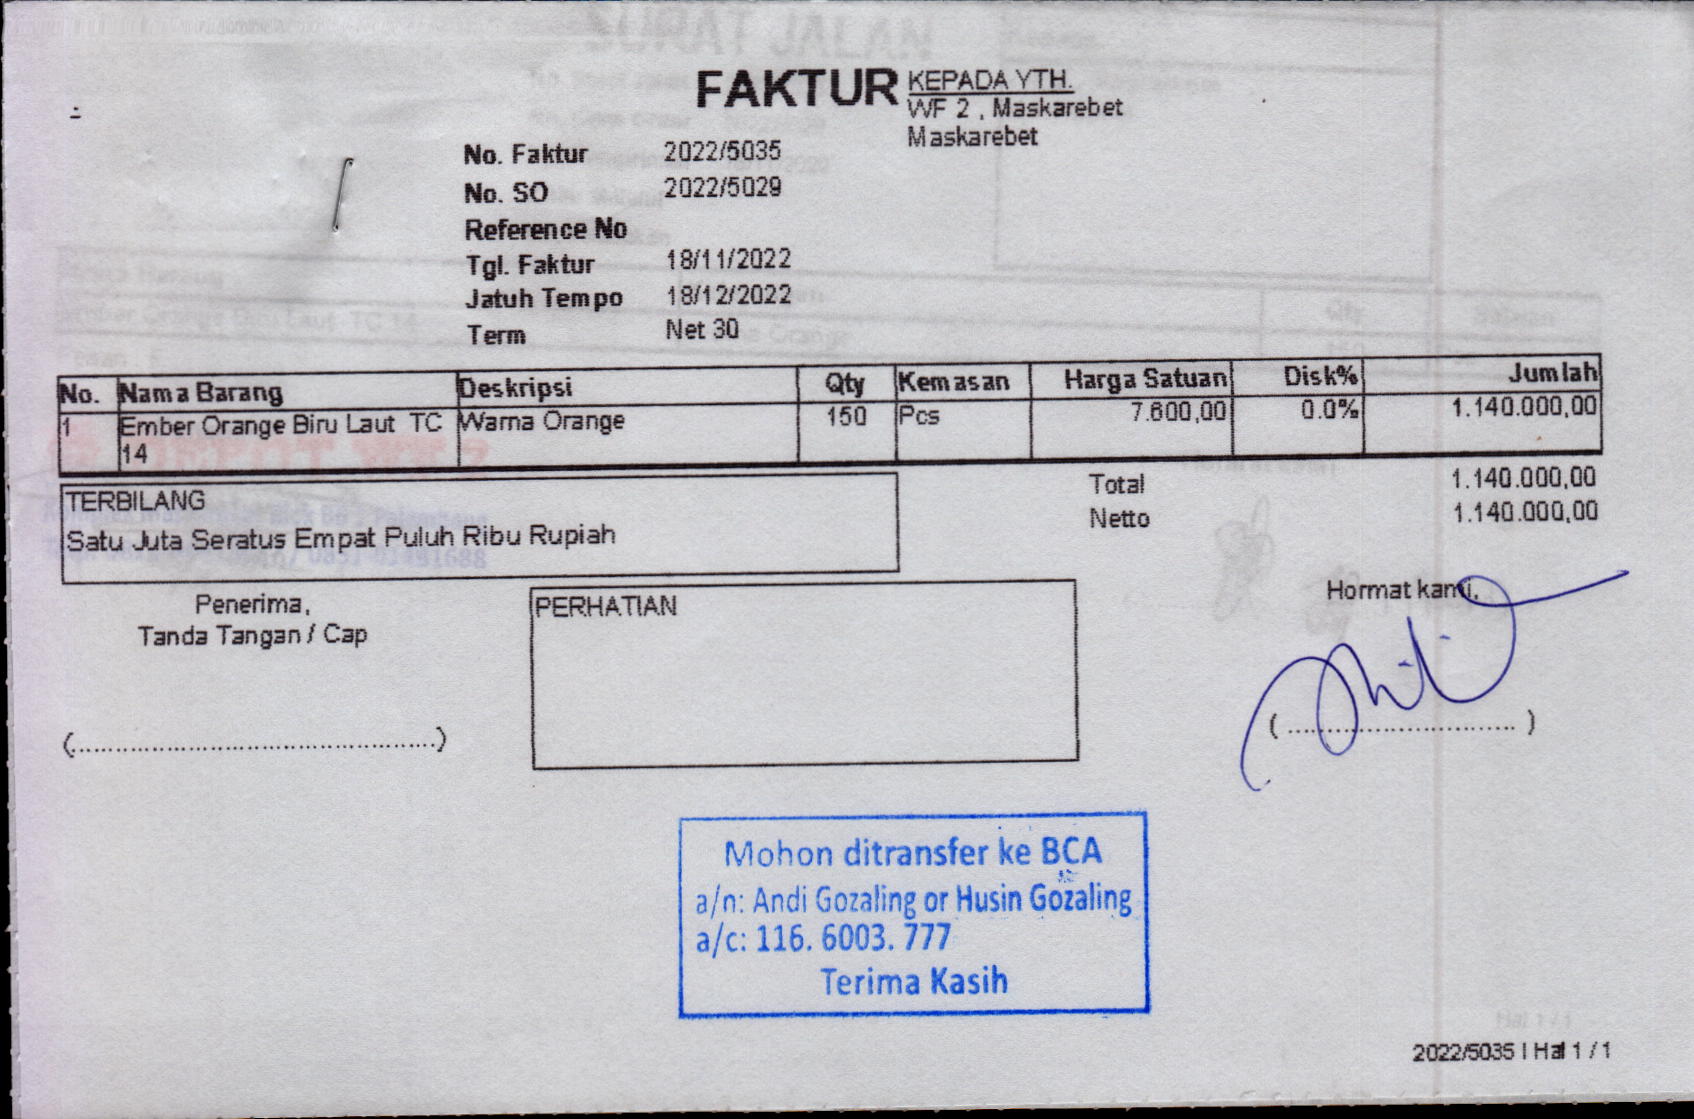 FAKTUR
KEPADA YTH.
WF 2 , Maskarebet
Maskarebet
No. Faktur 2022/5035
No. SO 2022/5029
Reference No
Tgl. Faktur 18/11/2022
Jatuh Tempo 18/12/2022
Term Net 30
No. Nama Barang Deskripsi Qty Kemasan Harga Satuan Disk% Jumlah
1 Ember Orange Biru Laut TC Warna Orange 150 Pcs 7.600,00 0.0% 1.140.000,00
14
Total 1.140.000,00
Netto 1.140.000,00
TERBILANG
Satu Juta Seratus Empat Puluh Ribu Rupiah
Penerima,
Tanda Tangan / Cap
(..................................................)
PERHATIAN
Hormat kami,
( ................................. )
Mohon ditransfer ke BCA
a/n: Andi Gozaling or Husin Gozaling
a/c: 116. 6003. 777
Terima Kasih
2022/5035 | Hal 1 / 1